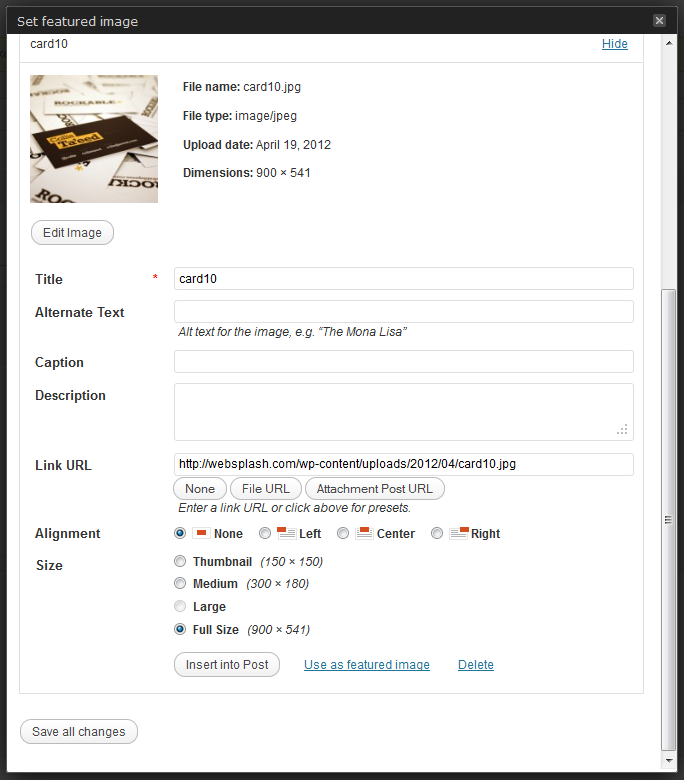 Set featured image
card10 Hide
ROCKABLE
Ta'eed
File name: card10.jpg
File type: image/jpeg
Upload date: April 19, 2012
Dimensions: 900 × 541
Edit Image
Title * card10
Alternate Text
Alt text for the image, e.g. “The Mona Lisa”
Caption
Description
Link URL http://websplash.com/wp-content/uploads/2012/04/card10.jpg
None File URL Attachment Post URL
Enter a link URL or click above for presets.
Alignment None Left Center Right
Size Thumbnail (150 × 150)
Medium (300 × 180)
Large
Full Size (900 × 541)
Insert into Post Use as featured image Delete
Save all changes